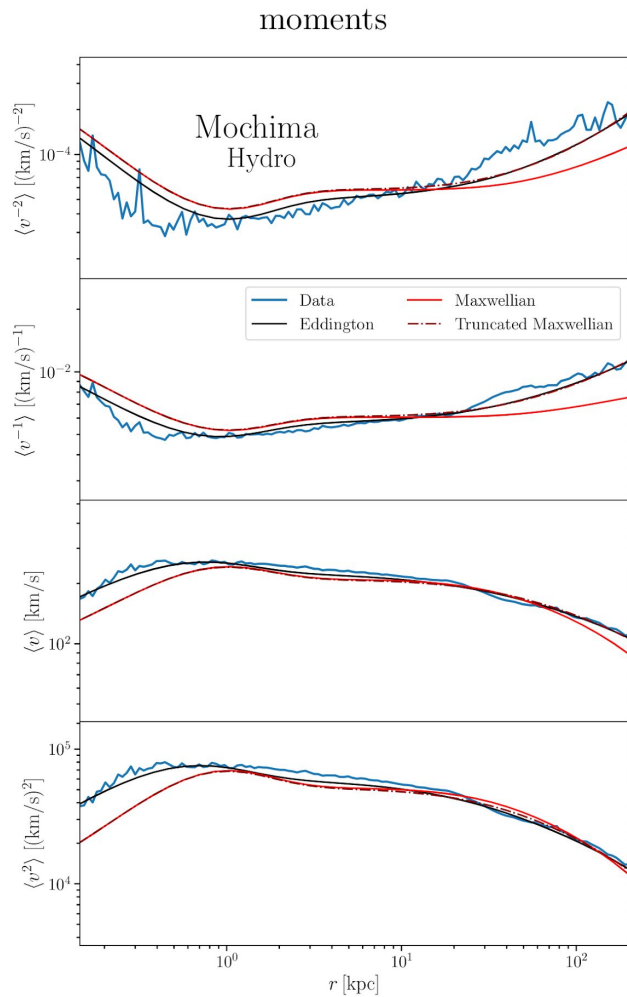 moments
Mochima
Hydro
⟨v⁻²⟩ [(km/s)⁻²]
10⁻⁴
Data
Eddington
Maxwellian
Truncated Maxwellian
⟨v⁻¹⟩ [(km/s)⁻¹]
10⁻²
⟨v⟩ [km/s]
10²
⟨v²⟩ [(km/s)²]
10⁵
10⁴
10⁰ 10¹ 10²
r [kpc]